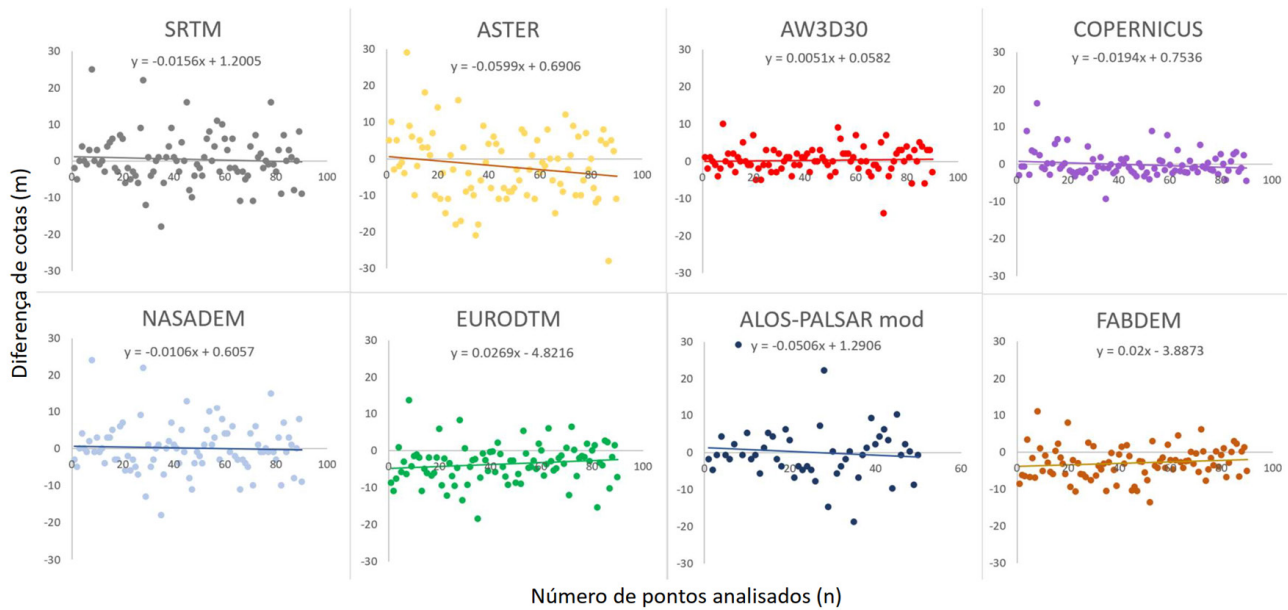 SRTM
y = -0.0156x + 1.2005
30
20
10
0
-10
-20
-30
0 20 40 60 80 100
ASTER
y = -0.0599x + 0.6906
30
20
10
0
-10
-20
-30
0 20 40 60 80 100
AW3D30
y = 0.0051x + 0.0582
30
20
10
0
-10
-20
-30
0 20 40 60 80 100
COPERNICUS
y = -0.0194x + 0.7536
30
20
10
0
-10
-20
-30
0 20 40 60 80 100
Diferença de cotas (m)
NASADEM
y = -0.0106x + 0.6057
30
20
10
0
-10
-20
-30
0 20 40 60 80 100
EURODTM
y = 0.0269x - 4.8216
30
20
10
0
-10
-20
-30
0 20 40 60 80 100
ALOS-PALSAR mod
y = -0.0506x + 1.2906
30
20
10
0
-10
-20
-30
0 20 40 60
FABDEM
y = 0.02x - 3.8873
30
20
10
0
-10
-20
-30
0 20 40 60 80 100
Número de pontos analisados (n)